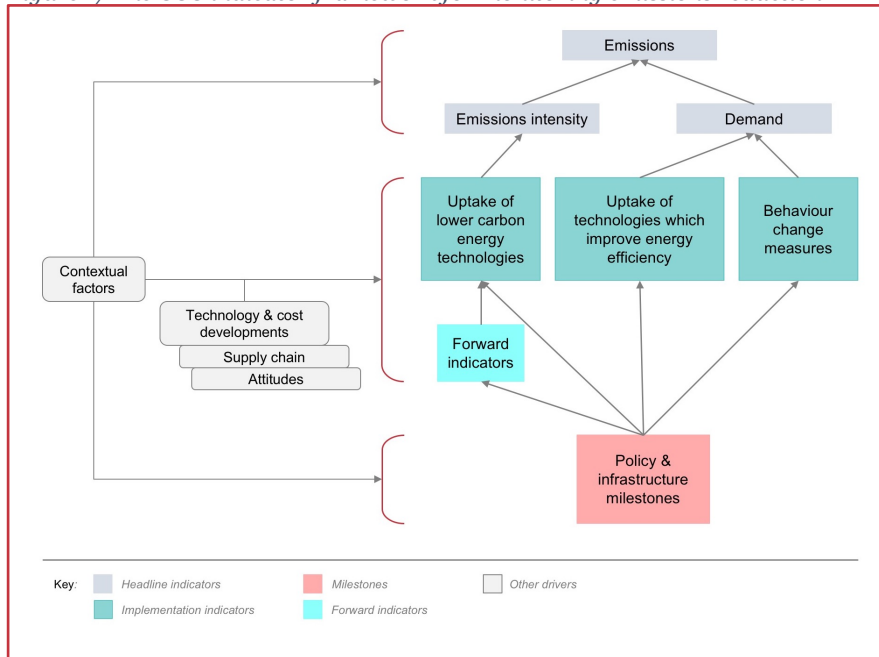 Emissions
Emissions intensity
Demand
Uptake of
lower carbon
energy
technologies
Uptake of
technologies which
improve energy
efficiency
Behaviour
change
measures
Contextual
factors
Technology & cost
developments
Supply chain
Attitudes
Forward
indicators
Policy &
infrastructure
milestones
Key:
Headline indicators
Milestones
Other drivers
Implementation indicators
Forward indicators